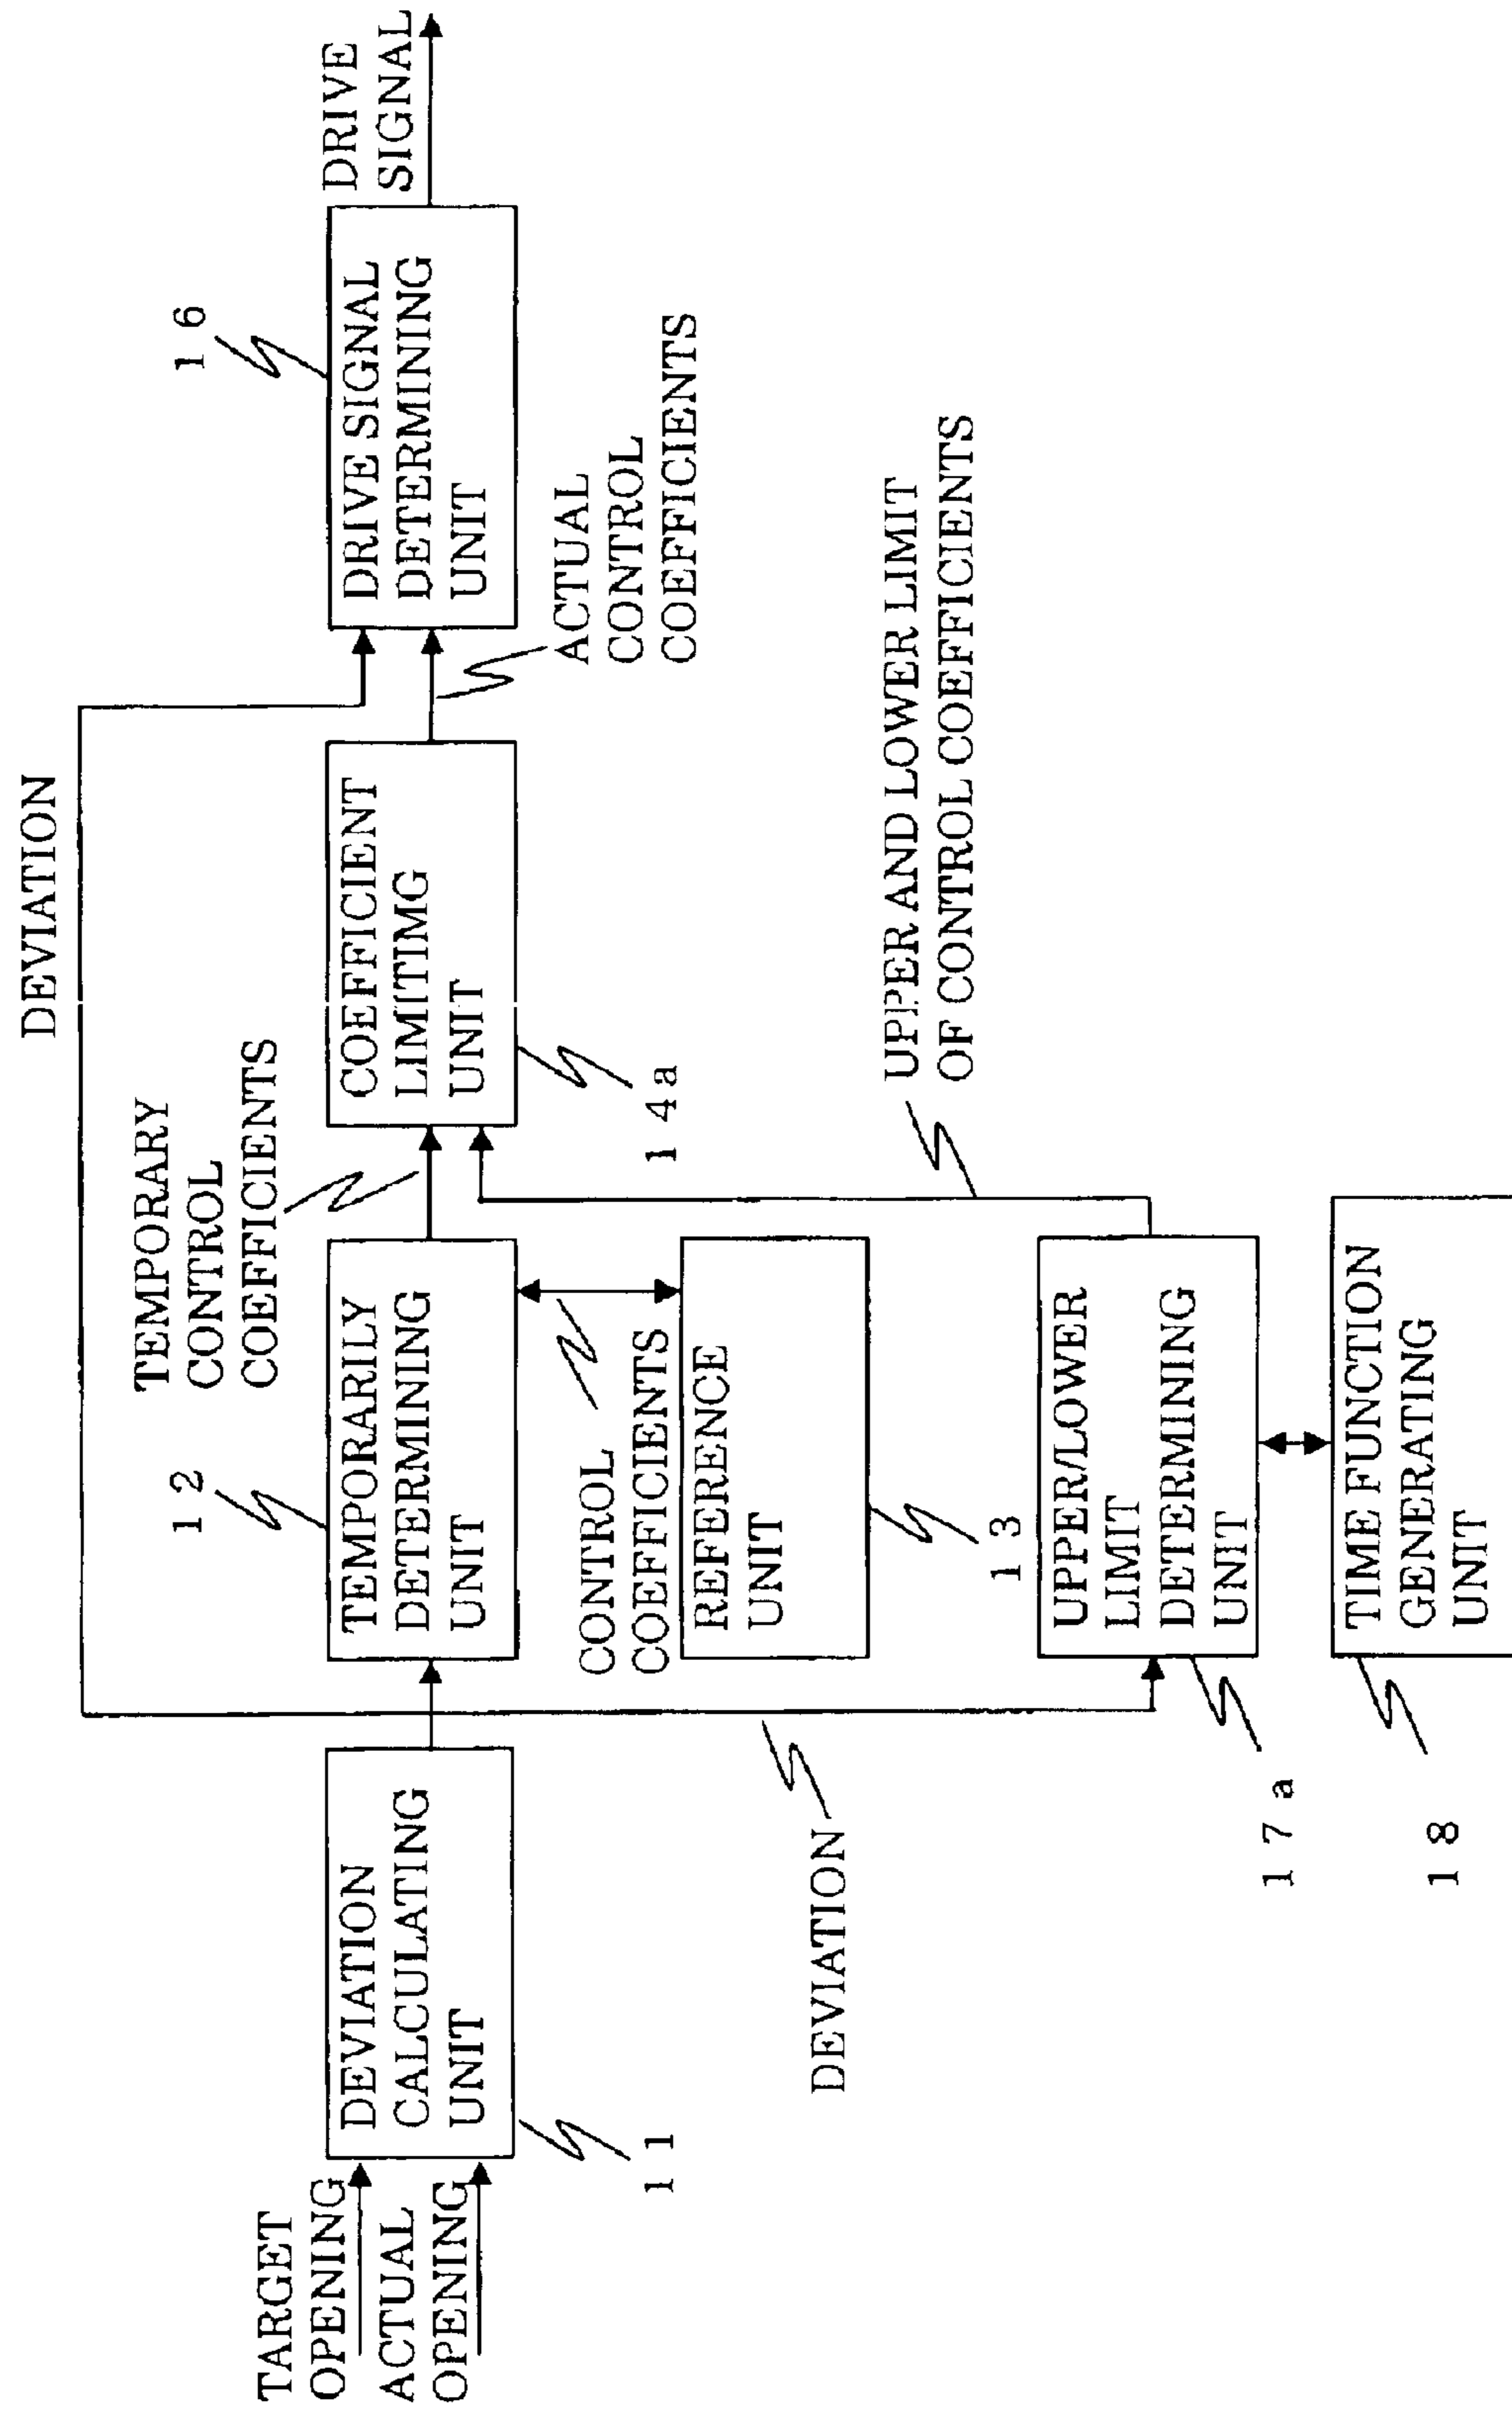 DEVIATION
TARGET
OPENING
ACTUAL
OPENING
DEVIATION
CALCULATING
UNIT
11
12
TEMPORARILY
DETERMINING
UNIT
TEMPORARY
CONTROL
COEFFICIENTS
COEFFICIENT
LIMITIMG
UNIT
14a
16
DRIVE SIGNAL
DETERMINING
UNIT
DRIVE
SIGNAL
ACTUAL
CONTROL
COEFFICIENTS
CONTROL
COEFFICIENTS
REFERENCE
UNIT
13
DEVIATION
UPPER AND LOWER LIMIT
OF CONTROL COEFFICIENTS
UPPER/LOWER
LIMIT
DETERMINING
UNIT
17a
TIME FUNCTION
GENERATING
UNIT
18